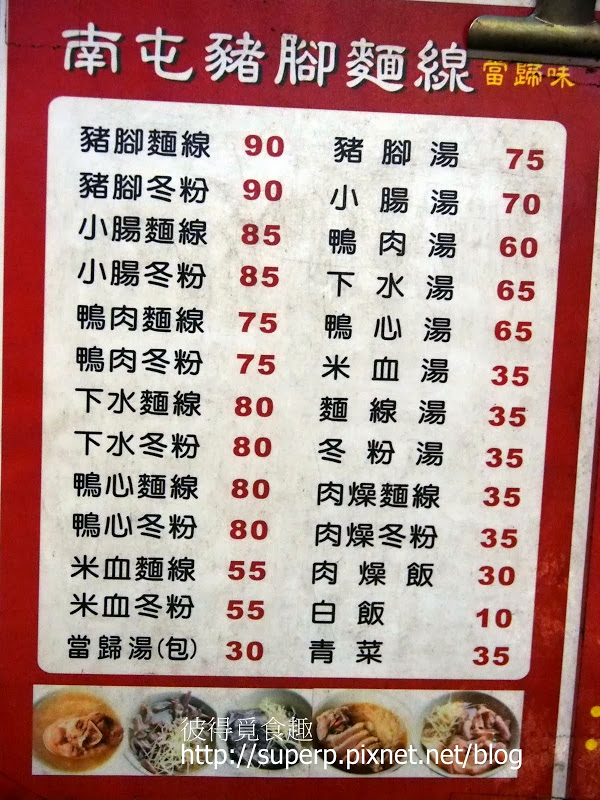 南屯豬腳麵線 當歸味
豬腳麵線 90
豬腳冬粉 90
小腸麵線 85
小腸冬粉 85
鴨肉麵線 75
鴨肉冬粉 75
下水麵線 80
下水冬粉 80
鴨心麵線 80
鴨心冬粉 80
米血麵線 55
米血冬粉 55
當歸湯(包) 30
豬腳湯 75
小腸湯 70
鴨肉湯 60
下水湯 65
鴨心湯 65
米血湯 35
麵線湯 35
冬粉湯 35
肉燥麵線 35
肉燥冬粉 35
肉燥飯 30
白飯 10
青菜 35
彼得覓食趣
http://superp.pixnet.net/blog